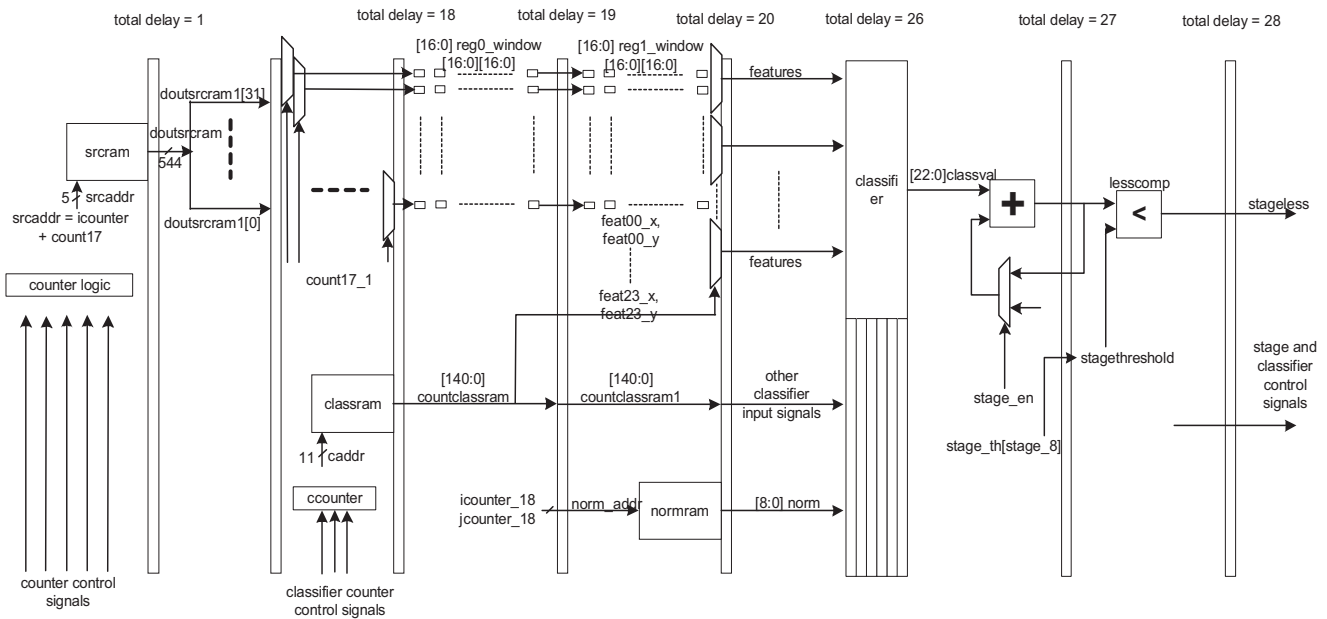 total delay = 1
total delay = 18
total delay = 19
total delay = 20
total delay = 26
total delay = 27
total delay = 28
[16:0] reg0_window
[16:0][16:0]
[16:0] reg1_window
[16:0][16:0]
features
doutsrcram1[31]
doutsrcram
544
srcram
5
srcaddr
srcaddr = icounter
+ count17
doutsrcram1[0]
counter logic
counter control
signals
count17_1
feat00_x,
feat00_y
feat23_x,
feat23_y
features
classifi
er
[22:0]classval
+
lesscomp
<
stageless
stage_en
stagethreshold
stage_th[stage_8]
stage and
classifier
control
signals
classram
11
caddr
ccounter
classifier counter
control signals
[140:0]
countclassram
[140:0]
countclassram1
other
classifier
input signals
icounter_18
jcounter_18
norm_addr
normram
[8:0] norm